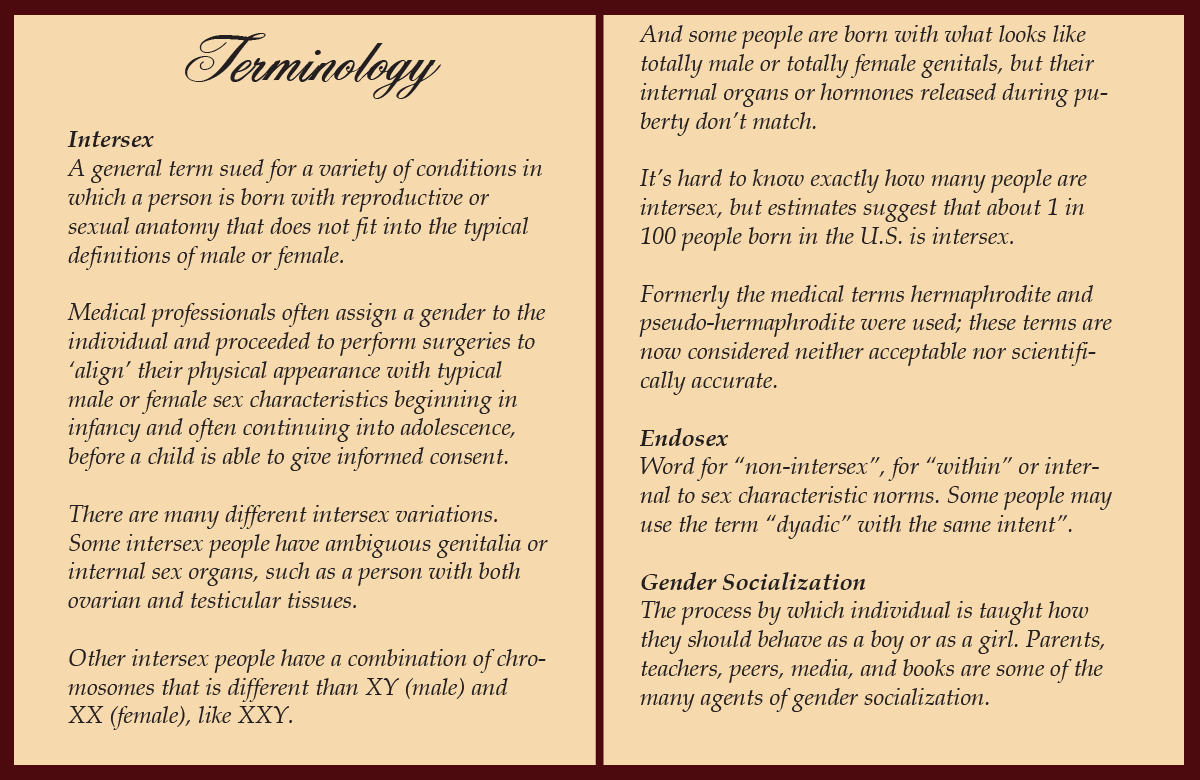 Terminology
Intersex
A general term sued for a variety of conditions in
which a person is born with reproductive or
sexual anatomy that does not fit into the typical
definitions of male or female.
Medical professionals often assign a gender to the
individual and proceeded to perform surgeries to
‘align’ their physical appearance with typical
male or female sex characteristics beginning in
infancy and often continuing into adolescence,
before a child is able to give informed consent.
There are many different intersex variations.
Some intersex people have ambiguous genitalia or
internal sex organs, such as a person with both
ovarian and testicular tissues.
Other intersex people have a combination of chro-
mosomes that is different than XY (male) and
XX (female), like XXY.
And some people are born with what looks like
totally male or totally female genitals, but their
internal organs or hormones released during pu-
berty don’t match.
It’s hard to know exactly how many people are
intersex, but estimates suggest that about 1 in
100 people born in the U.S. is intersex.
Formerly the medical terms hermaphrodite and
pseudo-hermaphrodite were used; these terms are
now considered neither acceptable nor scientifi-
cally accurate.
Endosex
Word for “non-intersex”, for “within” or inter-
nal to sex characteristic norms. Some people may
use the term “dyadic” with the same intent”.
Gender Socialization
The process by which individual is taught how
they should behave as a boy or as a girl. Parents,
teachers, peers, media, and books are some of the
many agents of gender socialization.